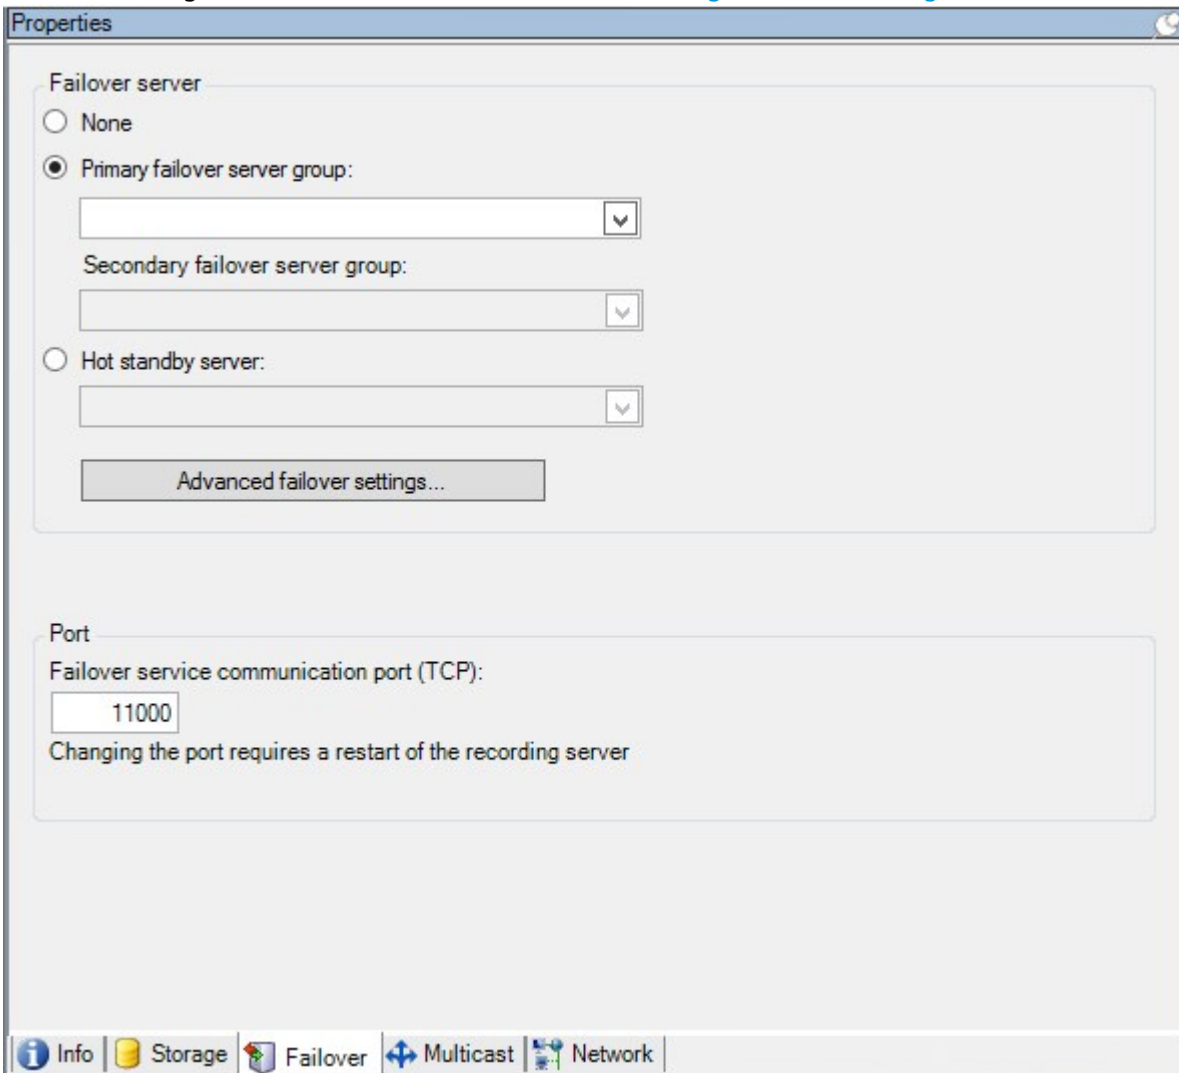 Properties
Failover server
None
Primary failover server group:
Secondary failover server group:
Hot standby server:
Advanced failover settings...
Port
Failover service communication port (TCP):
11000
Changing the port requires a restart of the recording server
Info Storage Failover Multicast Network